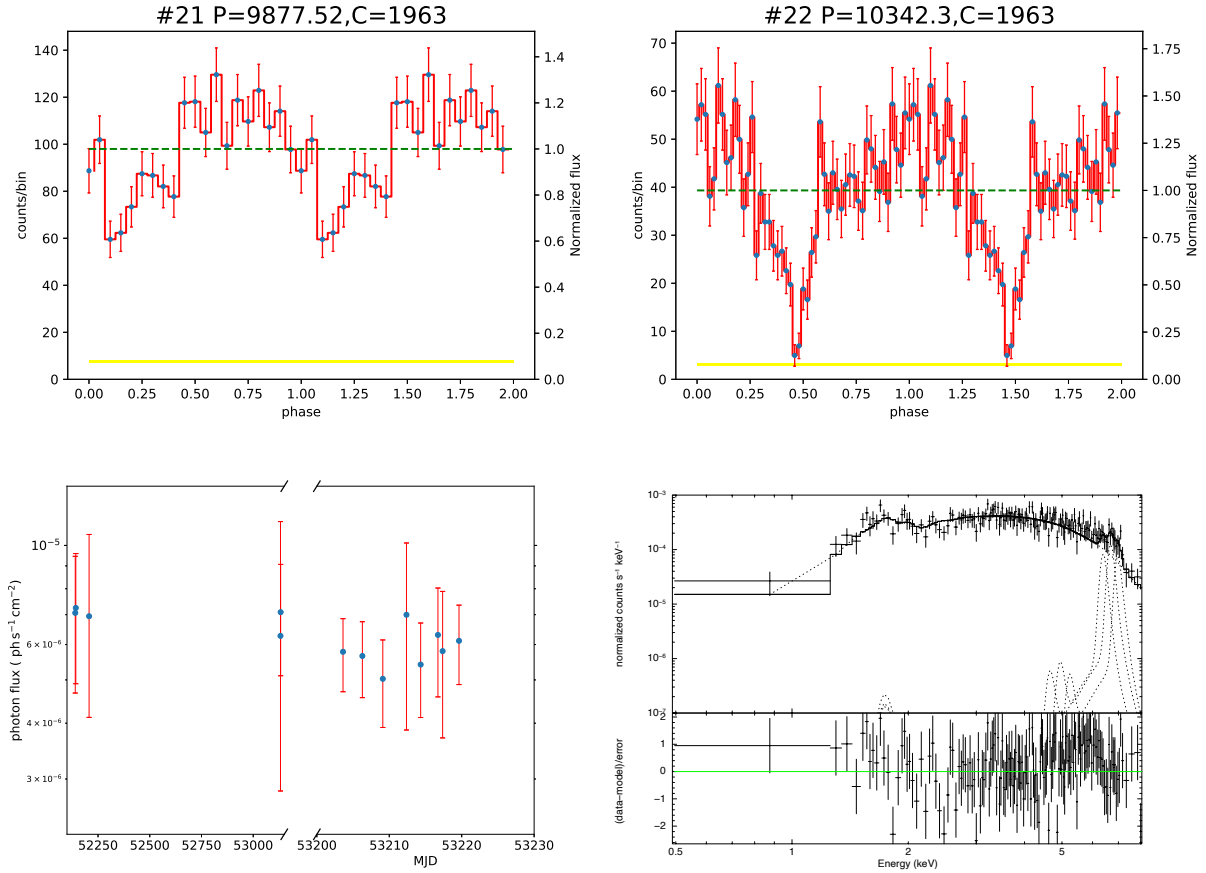 #21 P=9877.52,C=1963
140
120
100
80
60
40
20
0
counts/bin
1.4
1.2
1.0
0.8
0.6
0.4
0.2
0.0
Normalized flux
0.00 0.25 0.50 0.75 1.00 1.25 1.50 1.75 2.00
phase
#22 P=10342.3,C=1963
70
60
50
40
30
20
10
0
counts/bin
1.75
1.50
1.25
1.00
0.75
0.50
0.25
0.00
Normalized flux
0.00 0.25 0.50 0.75 1.00 1.25 1.50 1.75 2.00
phase
10⁻⁵
6 × 10⁻⁶
4 × 10⁻⁶
3 × 10⁻⁶
photon flux ( ph s⁻¹ cm⁻²)
52250 52500 52750 53000 53200 53210 53220 53230
MJD
10⁻³
10⁻⁴
10⁻⁵
10⁻⁶
10⁻⁷
normalized counts s⁻¹ keV⁻¹
2
1
0
−1
−2
(data−model)/error
0.5 1 2 5
Energy (keV)